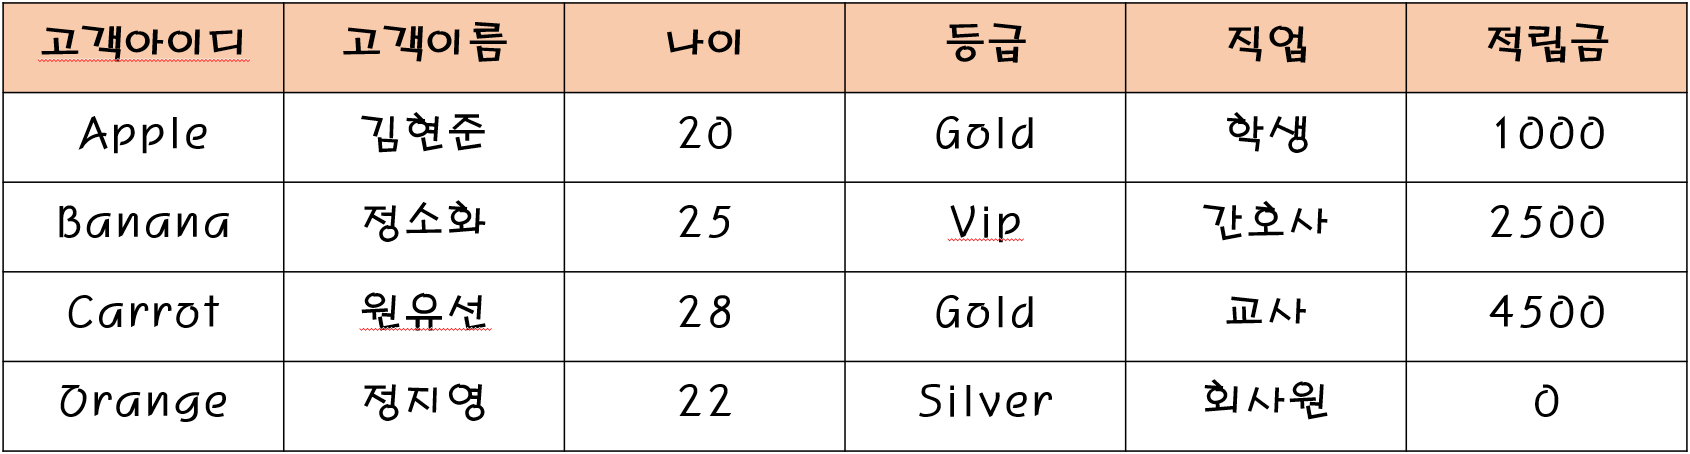 고객아이디 고객이름 나이 등급 직업 적립금
Apple 김현준 20 Gold 학생 1000
Banana 정소화 25 Vip 간호사 2500
Carrot 원유선 28 Gold 교사 4500
Orange 정지영 22 Silver 회사원 0